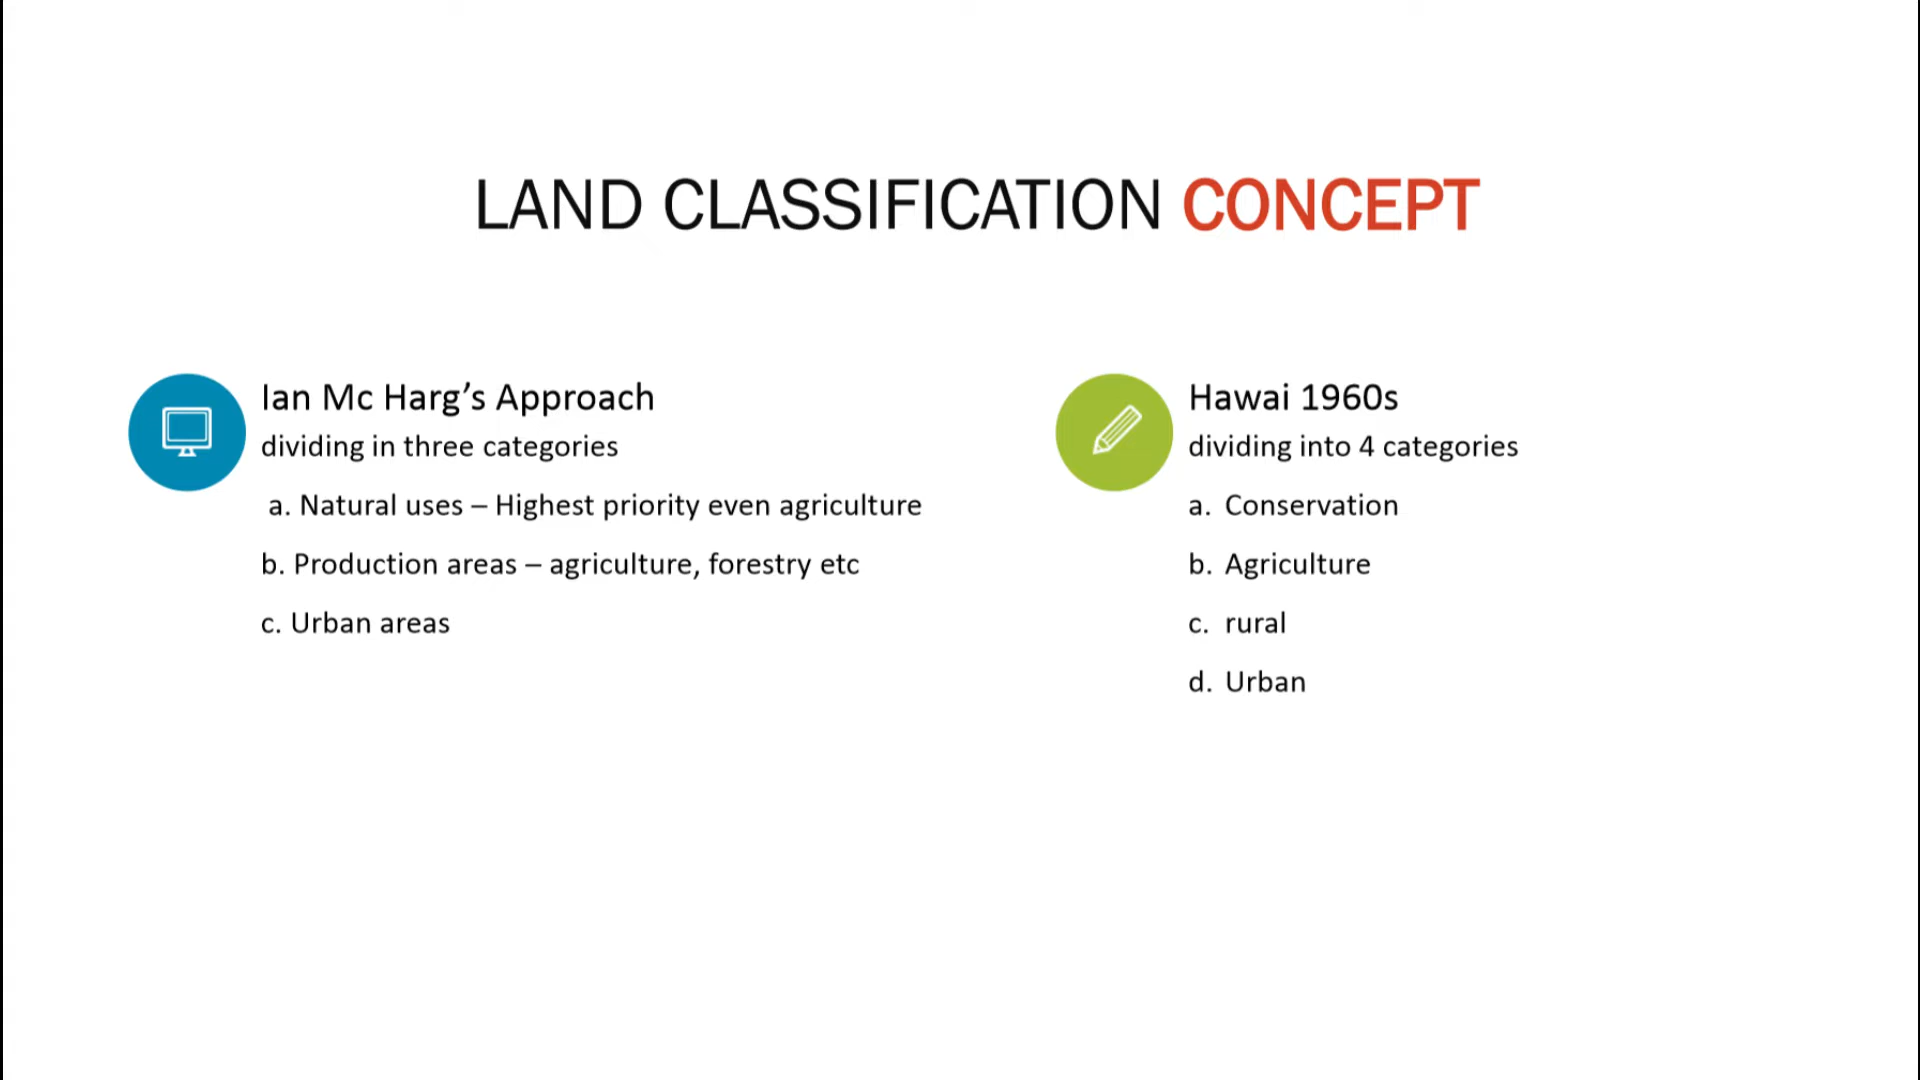 LAND CLASSIFICATION CONCEPT
Ian Mc Harg’s Approach
dividing in three categories
a. Natural uses – Highest priority even agriculture
b. Production areas – agriculture, forestry etc
c. Urban areas
Hawai 1960s
dividing into 4 categories
a. Conservation
b. Agriculture
c. rural
d. Urban